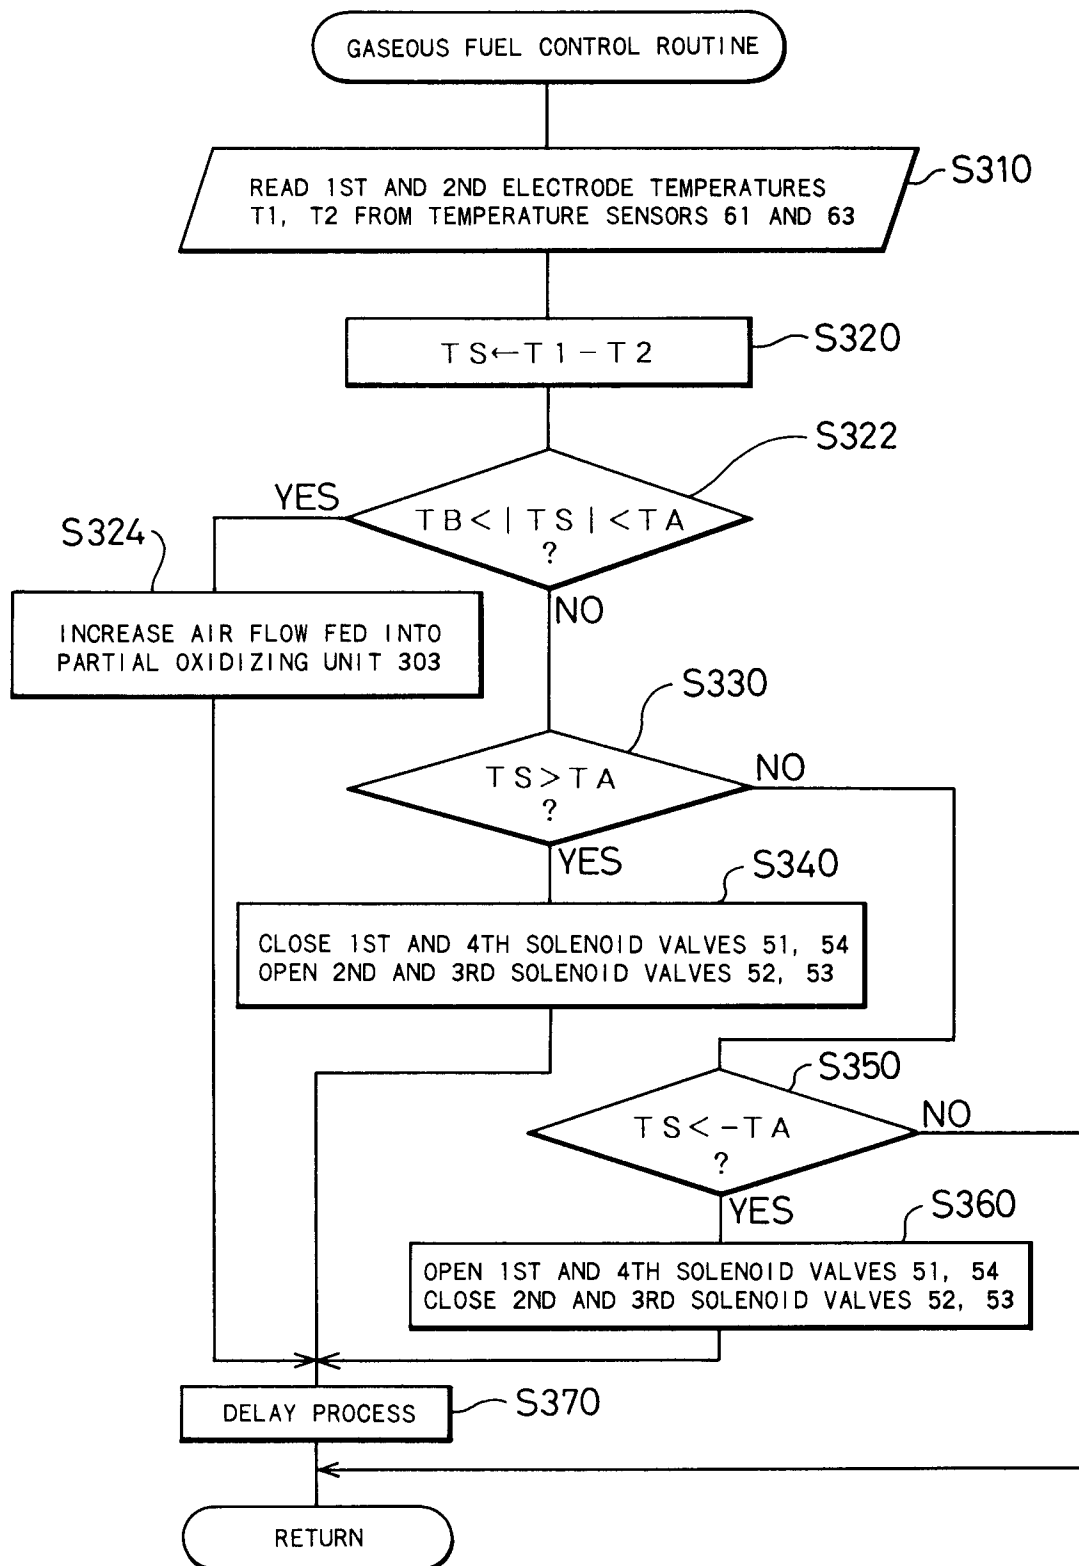 GASEOUS FUEL CONTROL ROUTINE
S310
READ 1ST AND 2ND ELECTRODE TEMPERATURES
T1, T2 FROM TEMPERATURE SENSORS 61 AND 63
S320
TS←T1-T2
S322
YES
TB<|TS|<TA
?
S324
NO
INCREASE AIR FLOW FED INTO
PARTIAL OXIDIZING UNIT 303
S330
TS>TA
?
NO
YES
S340
CLOSE 1ST AND 4TH SOLENOID VALVES 51, 54
OPEN 2ND AND 3RD SOLENOID VALVES 52, 53
S350
TS<-TA
?
NO
YES
S360
OPEN 1ST AND 4TH SOLENOID VALVES 51, 54
CLOSE 2ND AND 3RD SOLENOID VALVES 52, 53
DELAY PROCESS
S370
RETURN